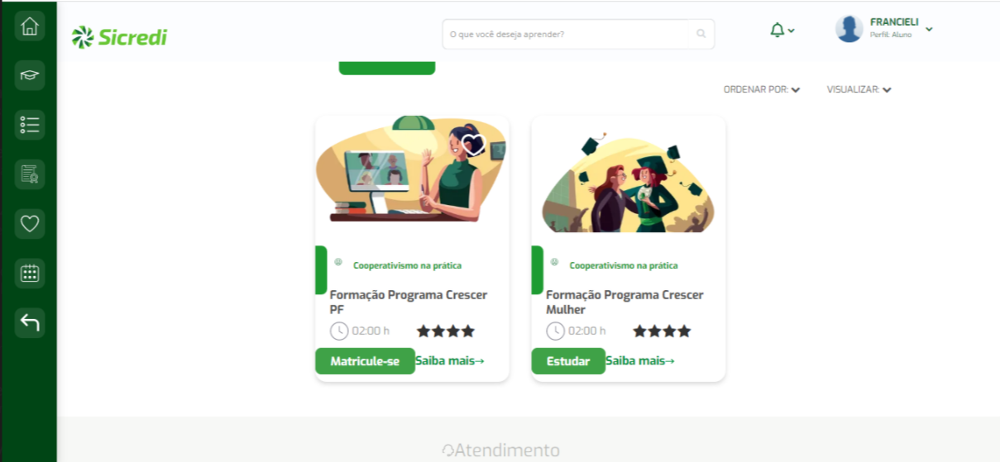 Sicredi
O que você deseja aprender?
FRANCIELI
Perfil: Aluno
ORDENAR POR:
VISUALIZAR:
Cooperativismo na prática
Formação Programa Crescer
PF
02:00 h
Matricule-se
Saiba mais→
Cooperativismo na prática
Formação Programa Crescer
Mulher
02:00 h
Estudar
Saiba mais→
Atendimento